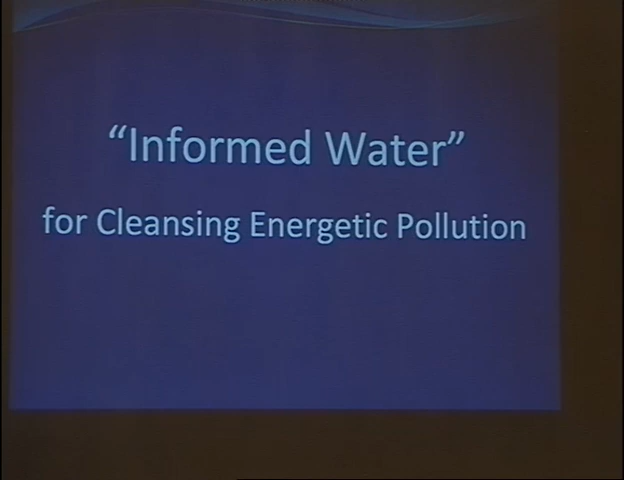 “Informed Water”
for Cleansing Energetic Pollution